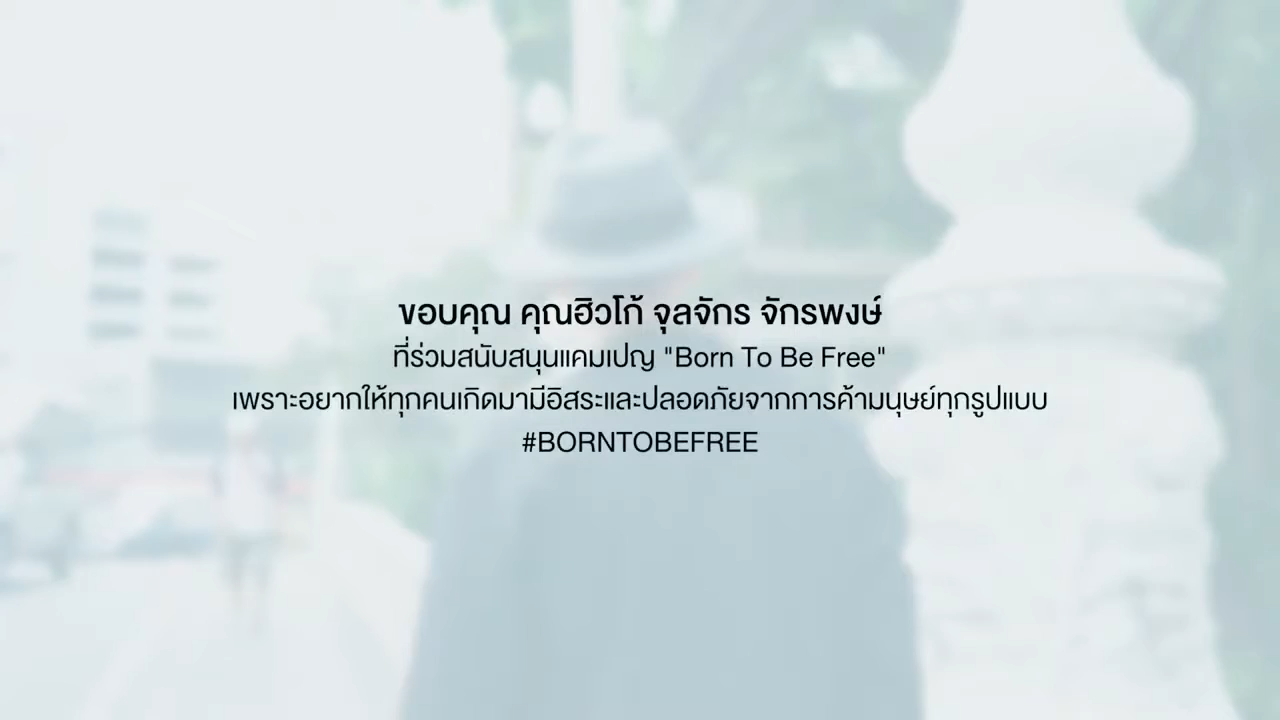 ขอบคุณ คุณฮิวโก้ จุลจักร จักรพงษ์
ที่ร่วมสนับสนุนแคมเปญ "Born To Be Free"
เพราะอยากให้ทุกคนเกิดมามีอิสระและปลอดภัยจากการค้ามนุษย์ทุกรูปแบบ
#BORNTOBEFREE